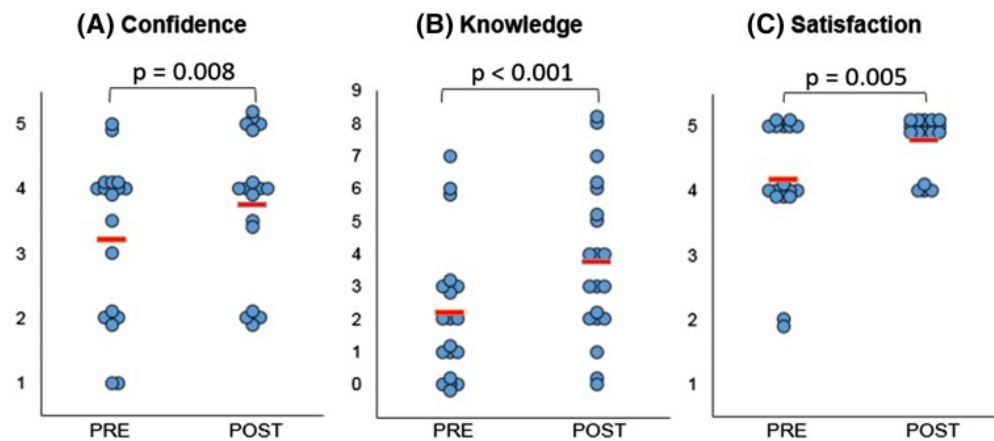 (A) Confidence
p = 0.008
5
4
3
2
1
PRE POST
(B) Knowledge
p < 0.001
9
8
7
6
5
4
3
2
1
0
PRE POST
(C) Satisfaction
p = 0.005
5
4
3
2
1
PRE POST